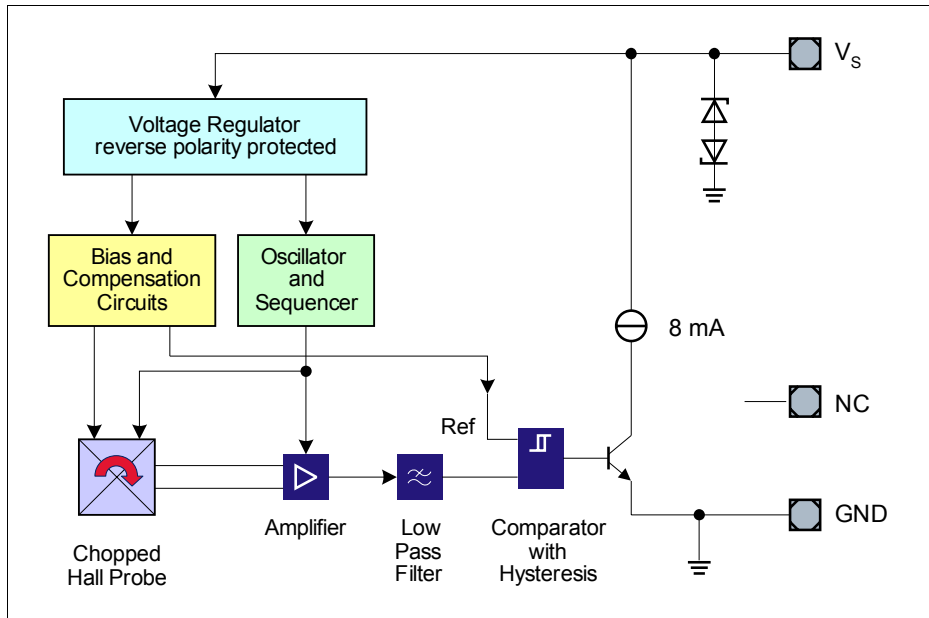 V_S
Voltage Regulator
reverse polarity protected
Bias and
Compensation
Circuits
Oscillator
and
Sequencer
8 mA
NC
Ref
GND
Amplifier
Low
Pass
Filter
Comparator
with
Hysteresis
Chopped
Hall Probe